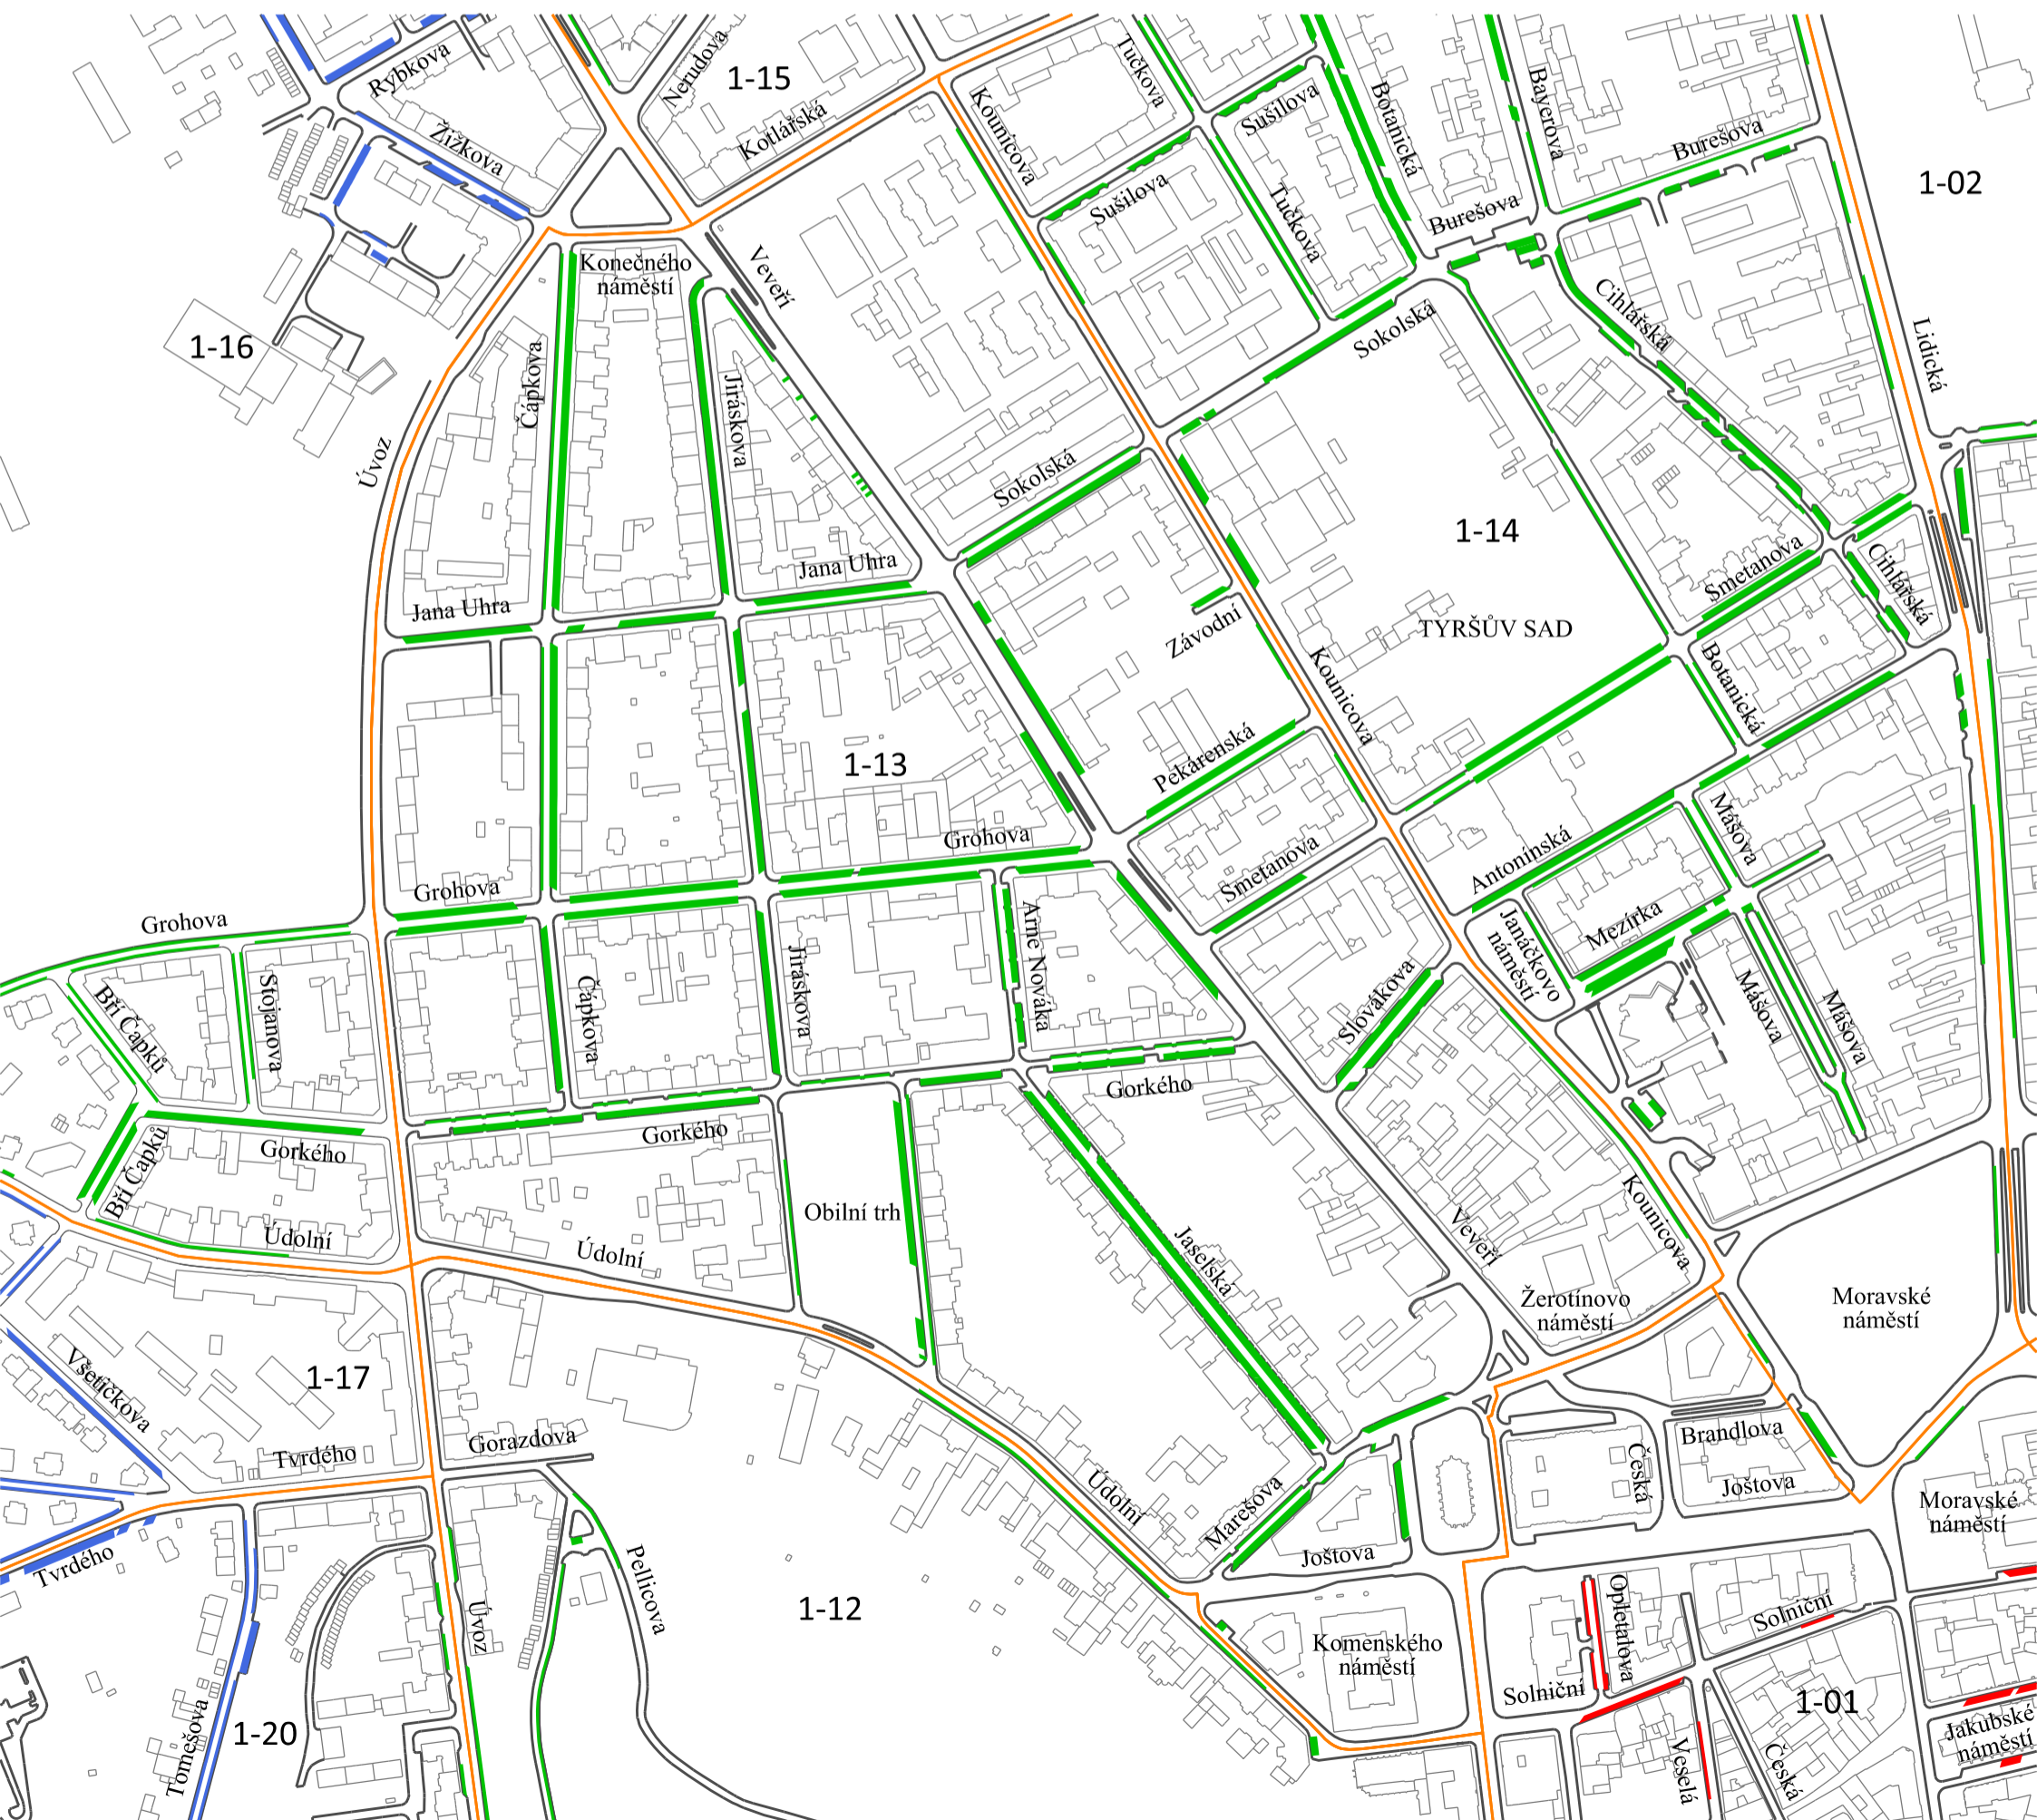 Rybkova
Nerudova
1-15
Kotlářská
Tučkova
Kounicova
Sušilova
Botanická
Bayerova
Burešova
Žižkova
1-02
Sušilova
Tučkova
Burešova
Konečného
náměstí
Veveří
Cihlářská
Sokolská
1-16
Lidická
Čápkova
Jiráskova
Úvoz
Sokolská
1-14
Jana Uhra
Smetanova
Cihlářská
Jana Uhra
Závodní
TYRŠŮV SAD
Kounicova
Botanická
1-13
Pekárenská
Mášova
Grohova
Antonínská
Smetanova
Grohova
Grohova
Arne Nováka
Janáčkovo
náměstí
Mezírka
Stojanova
Bří Čapků
Čápkova
Jiráskova
Slovákova
Mášova
Mášova
Gorkého
Gorkého
Gorkého
Bří Čapků
Údolní
Obilní trh
Údolní
Jaselská
Veveří
Kounicova
Žerotínovo
náměstí
Moravské
náměstí
Všetičkova
1-17
Tvrdého
Gorazdova
Brandlova
Česká
Joštova
Údolní
Marešova
Joštova
Moravské
náměstí
Tvrdého
Pellicova
Úvoz
1-12
Opletalova
Solniční
Komenského
náměstí
Solniční
1-01
Tomešova
1-20
Veselá
Česká
Jakubské
náměstí